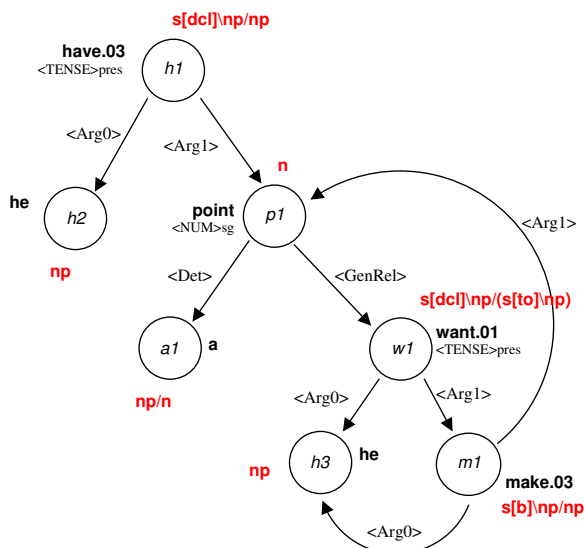 s[dcl]\np/np
have.03
<TENSE>pres
h1
<Arg0>
<Arg1>
n
he
h2
point
<NUM>sg
p1
<Arg1>
np
<Det>
<GenRel>
s[dcl]\np/(s[to]\np)
a1
a
w1
want.01
<TENSE>pres
np/n
<Arg0>
<Arg1>
np
h3
he
m1
make.03
s[b]\np/np
<Arg0>